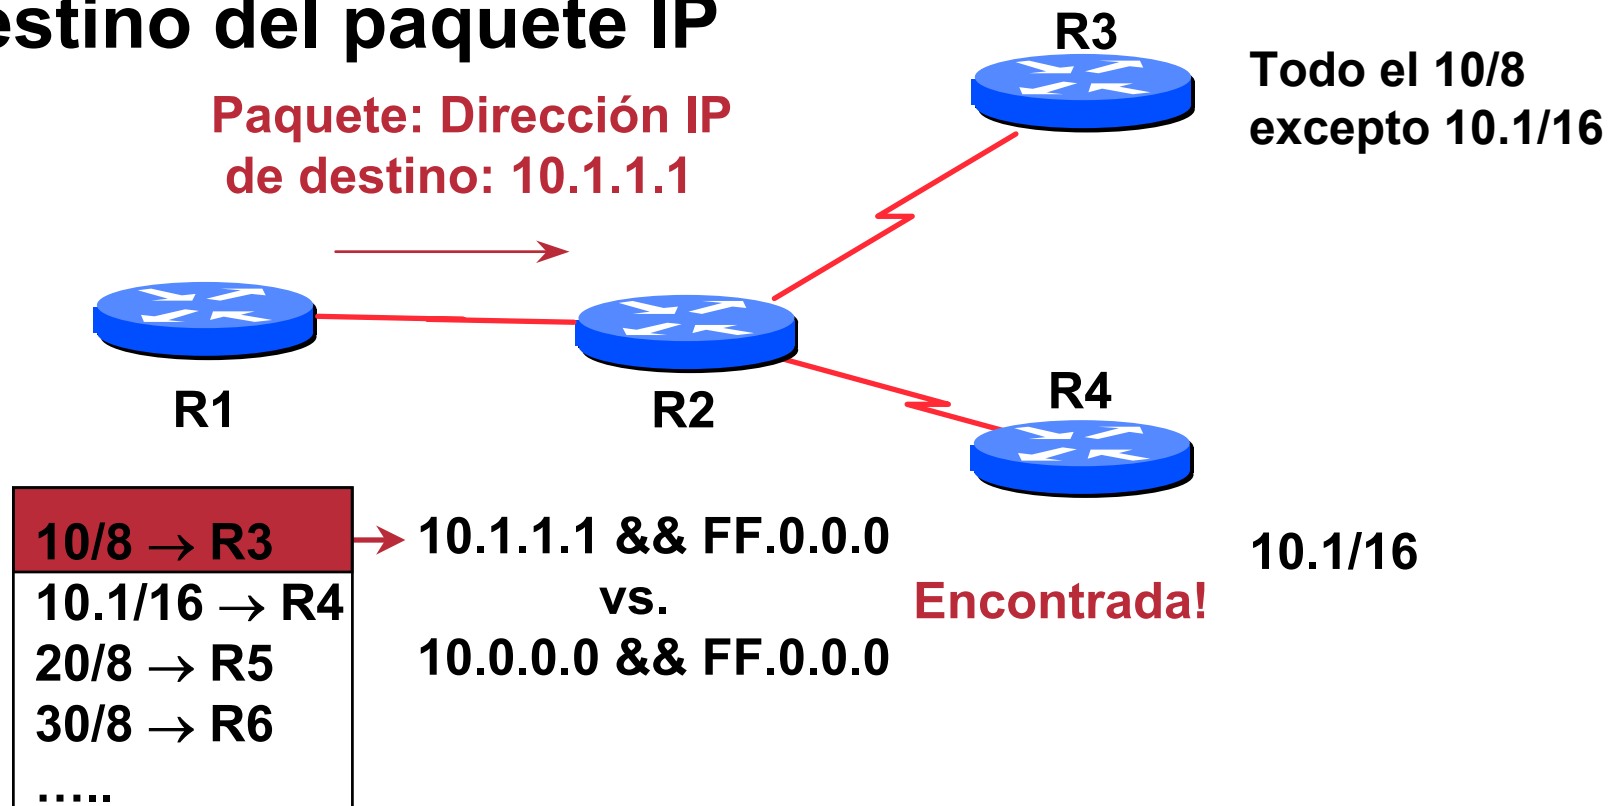 estino del paquete IP
R3
Todo el 10/8
excepto 10.1/16
Paquete: Dirección IP
de destino: 10.1.1.1
R1
R2
R4
10/8 → R3
10.1/16 → R4
20/8 → R5
30/8 → R6
…..
10.1.1.1 && FF.0.0.0
vs.
10.0.0.0 && FF.0.0.0
Encontrada!
10.1/16